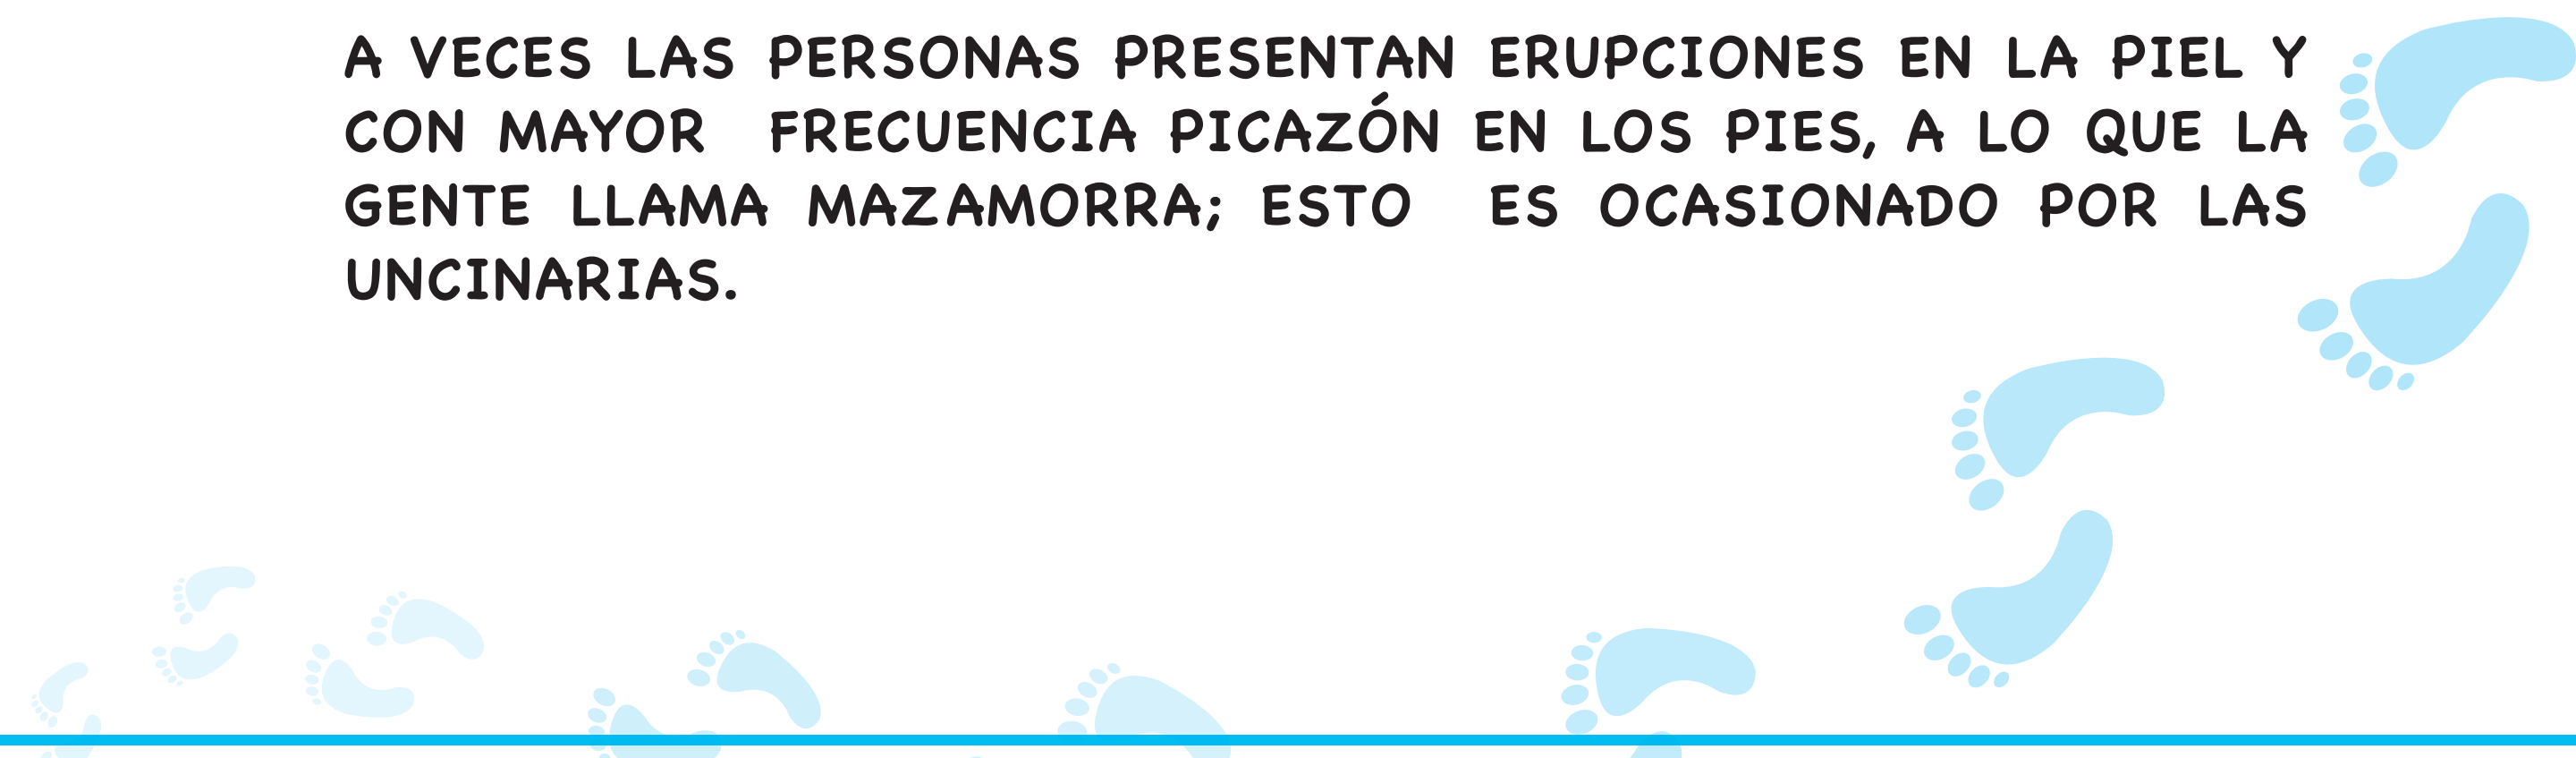 A VECES LAS PERSONAS PRESENTAN ERUPCIONES EN LA PIEL Y
CON MAYOR FRECUENCIA PICAZÓN EN LOS PIES, A LO QUE LA
GENTE LLAMA MAZAMORRA; ESTO ES OCASIONADO POR LAS
UNCINARIAS.